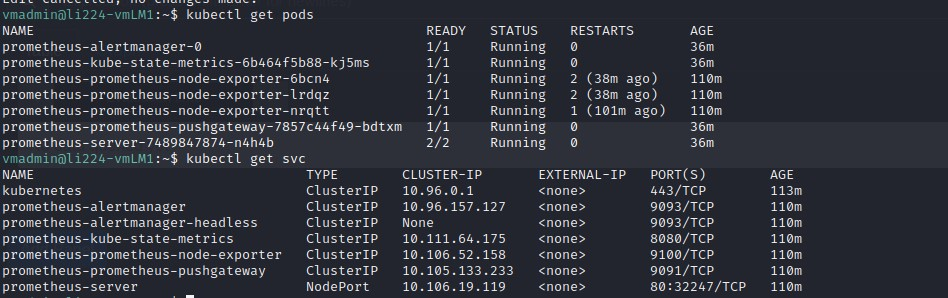 Edit cancelled, no changes made.
vmadmin@li224-vmLM1:~$ kubectl get pods
NAME READY STATUS RESTARTS AGE
prometheus-alertmanager-0 1/1 Running 0 36m
prometheus-kube-state-metrics-6b464f5b88-kj5ms 1/1 Running 0 36m
prometheus-prometheus-node-exporter-6bcn4 1/1 Running 2 (38m ago) 110m
prometheus-prometheus-node-exporter-lrdqz 1/1 Running 2 (38m ago) 110m
prometheus-prometheus-node-exporter-nrqtt 1/1 Running 1 (101m ago) 110m
prometheus-prometheus-pushgateway-7857c44f49-bdtxm 1/1 Running 0 36m
prometheus-server-7489847874-n4h4b 2/2 Running 0 36m
vmadmin@li224-vmLM1:~$ kubectl get svc
NAME TYPE CLUSTER-IP EXTERNAL-IP PORT(S) AGE
kubernetes ClusterIP 10.96.0.1 <none> 443/TCP 113m
prometheus-alertmanager ClusterIP 10.96.157.127 <none> 9093/TCP 110m
prometheus-alertmanager-headless ClusterIP None <none> 9093/TCP 110m
prometheus-kube-state-metrics ClusterIP 10.111.64.175 <none> 8080/TCP 110m
prometheus-prometheus-node-exporter ClusterIP 10.106.52.158 <none> 9100/TCP 110m
prometheus-prometheus-pushgateway ClusterIP 10.105.133.233 <none> 9091/TCP 110m
prometheus-server NodePort 10.106.19.119 <none> 80:32247/TCP 110m